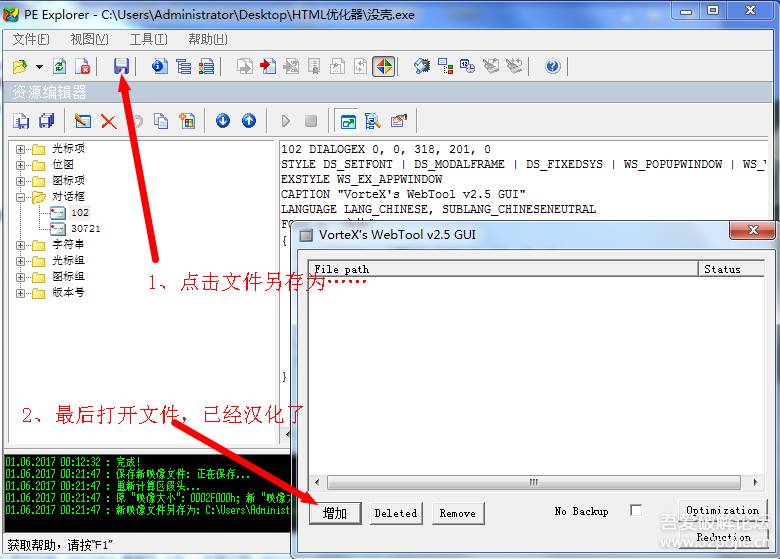 PE Explorer - C:\Users\Administrator\Desktop\HTML优化器\没壳.exe
文件(F) 视图(V) 工具(T) 帮助(H)
资源编辑器
光标项
位图
图标项
对话框
102
30721
字符串
光标组
图标组
版本号
102 DIALOGEX 0, 0, 318, 201, 0
STYLE DS_SETFONT | DS_MODALFRAME | DS_FIXEDSYS | WS_POPUPWINDOW | WS_V
EXSTYLE WS_EX_APPWINDOW
CAPTION "VorteX's WebTool v2.5 GUI"
LANGUAGE LANG_CHINESE, SUBLANG_CHINESENEUTRAL
{
}
1、点击文件另存为……
VorteX's WebTool v2.5 GUI
File path Status
2、最后打开文件，已经汉化了
增加 Deleted Remove No Backup Optimization
Reduction
01.06.2017 00:12:32 : 完成!
01.06.2017 00:21:47 : 保存新映像文件: 正在保存...
01.06.2017 00:21:47 : 重新计算区段头...
01.06.2017 00:21:47 : 原 "映像大小": 0002F000h; 新 "映像大
01.06.2017 00:21:47 : 新映像文件另存为: C:\Users\Administ
获取帮助, 请按"F1"
吾爱破解论坛
www.52pojie.cn